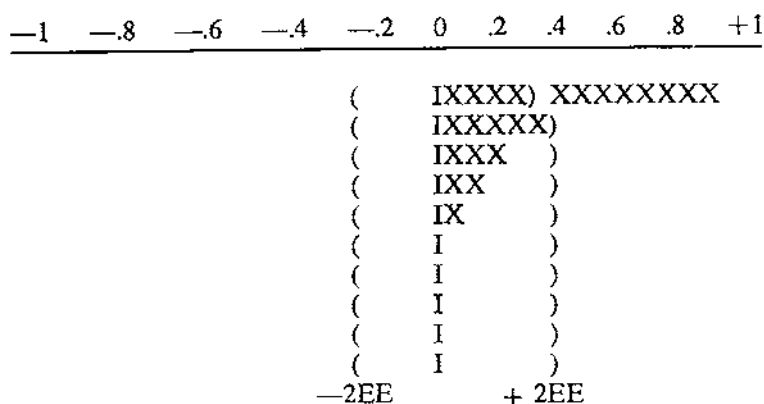 —1 —.8 —.6 —.4 —.2 0 .2 .4 .6 .8 +1
( IXXXX) XXXXXXXX
( IXXXXX)
( IXXX )
( IXX )
( IX )
( I )
( I )
( I )
( I )
( I )
—2EE + 2EE